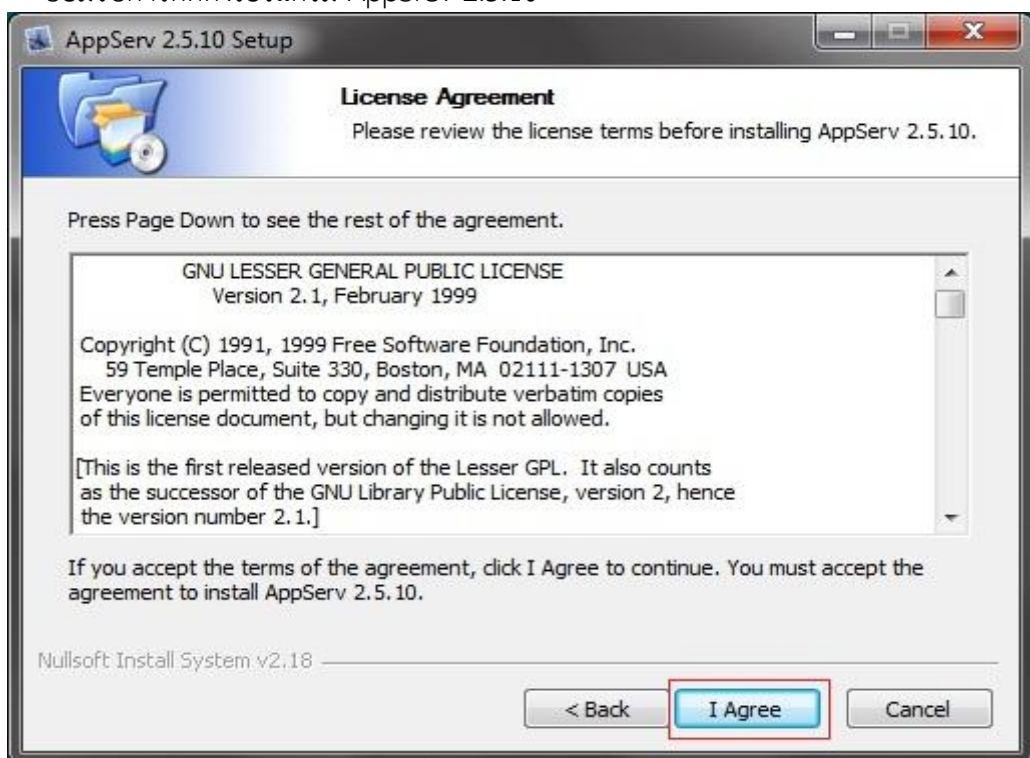 AppServ 2.5.10
AppServ 2.5.10 Setup
License Agreement
Please review the license terms before installing AppServ 2.5.10.
Press Page Down to see the rest of the agreement.
GNU LESSER GENERAL PUBLIC LICENSE
Version 2.1, February 1999
Copyright (C) 1991, 1999 Free Software Foundation, Inc.
59 Temple Place, Suite 330, Boston, MA 02111-1307 USA
Everyone is permitted to copy and distribute verbatim copies
of this license document, but changing it is not allowed.
[This is the first released version of the Lesser GPL. It also counts
as the successor of the GNU Library Public License, version 2, hence
the version number 2.1.]
If you accept the terms of the agreement, click I Agree to continue. You must accept the
agreement to install AppServ 2.5.10.
Nullsoft Install System v2.18
< Back
I Agree
Cancel